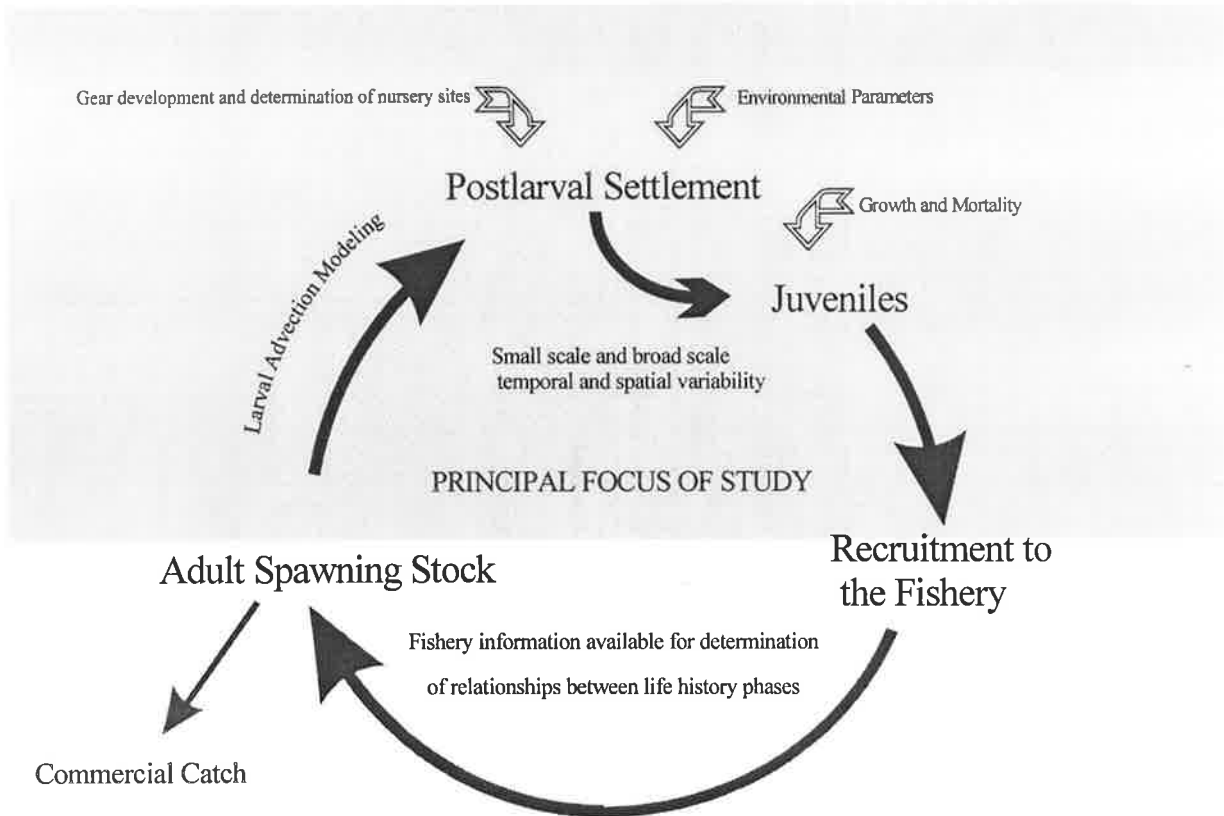 Gear development and determination of nursery sites
Environmental Parameters
Postlarval Settlement
Growth and Mortality
Larval Advection Modeling
Juveniles
Small scale and broad scale
temporal and spatial variability
PRINCIPAL FOCUS OF STUDY
Adult Spawning Stock
Recruitment to
the Fishery
Fishery information available for determination
of relationships between life history phases
Commercial Catch